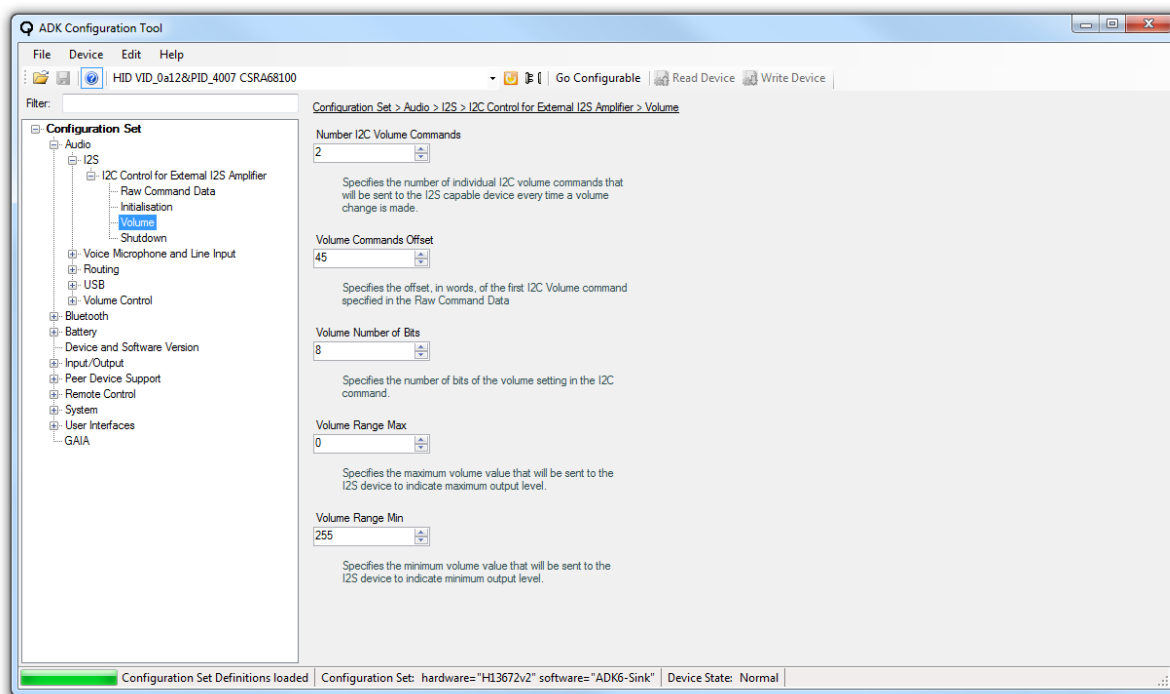 ADK Configuration Tool
File Device Edit Help
HID VID_0a12&PID_4007 CSRA68100 Go Configurable Read Device Write Device
Filter:
Configuration Set > Audio > I2S > I2C Control for External I2S Amplifier > Volume
Configuration Set
Audio
I2S
I2C Control for External I2S Amplifier
Raw Command Data
Initialisation
Volume
Shutdown
Voice Microphone and Line Input
Routing
USB
Volume Control
Bluetooth
Battery
Device and Software Version
Input/Output
Peer Device Support
Remote Control
System
User Interfaces
GAIA
Number I2C Volume Commands
2
Specifies the number of individual I2C volume commands that
will be sent to the I2S capable device every time a volume
change is made.
Volume Commands Offset
45
Specifies the offset, in words, of the first I2C Volume command
specified in the Raw Command Data
Volume Number of Bits
8
Specifies the number of bits of the volume setting in the I2C
command.
Volume Range Max
0
Specifies the maximum volume value that will be sent to the
I2S device to indicate maximum output level.
Volume Range Min
255
Specifies the minimum volume value that will be sent to the
I2S device to indicate minimum output level.
Configuration Set Definitions loaded Configuration Set: hardware="H13672v2" software="ADK6-Sink" Device State: Normal